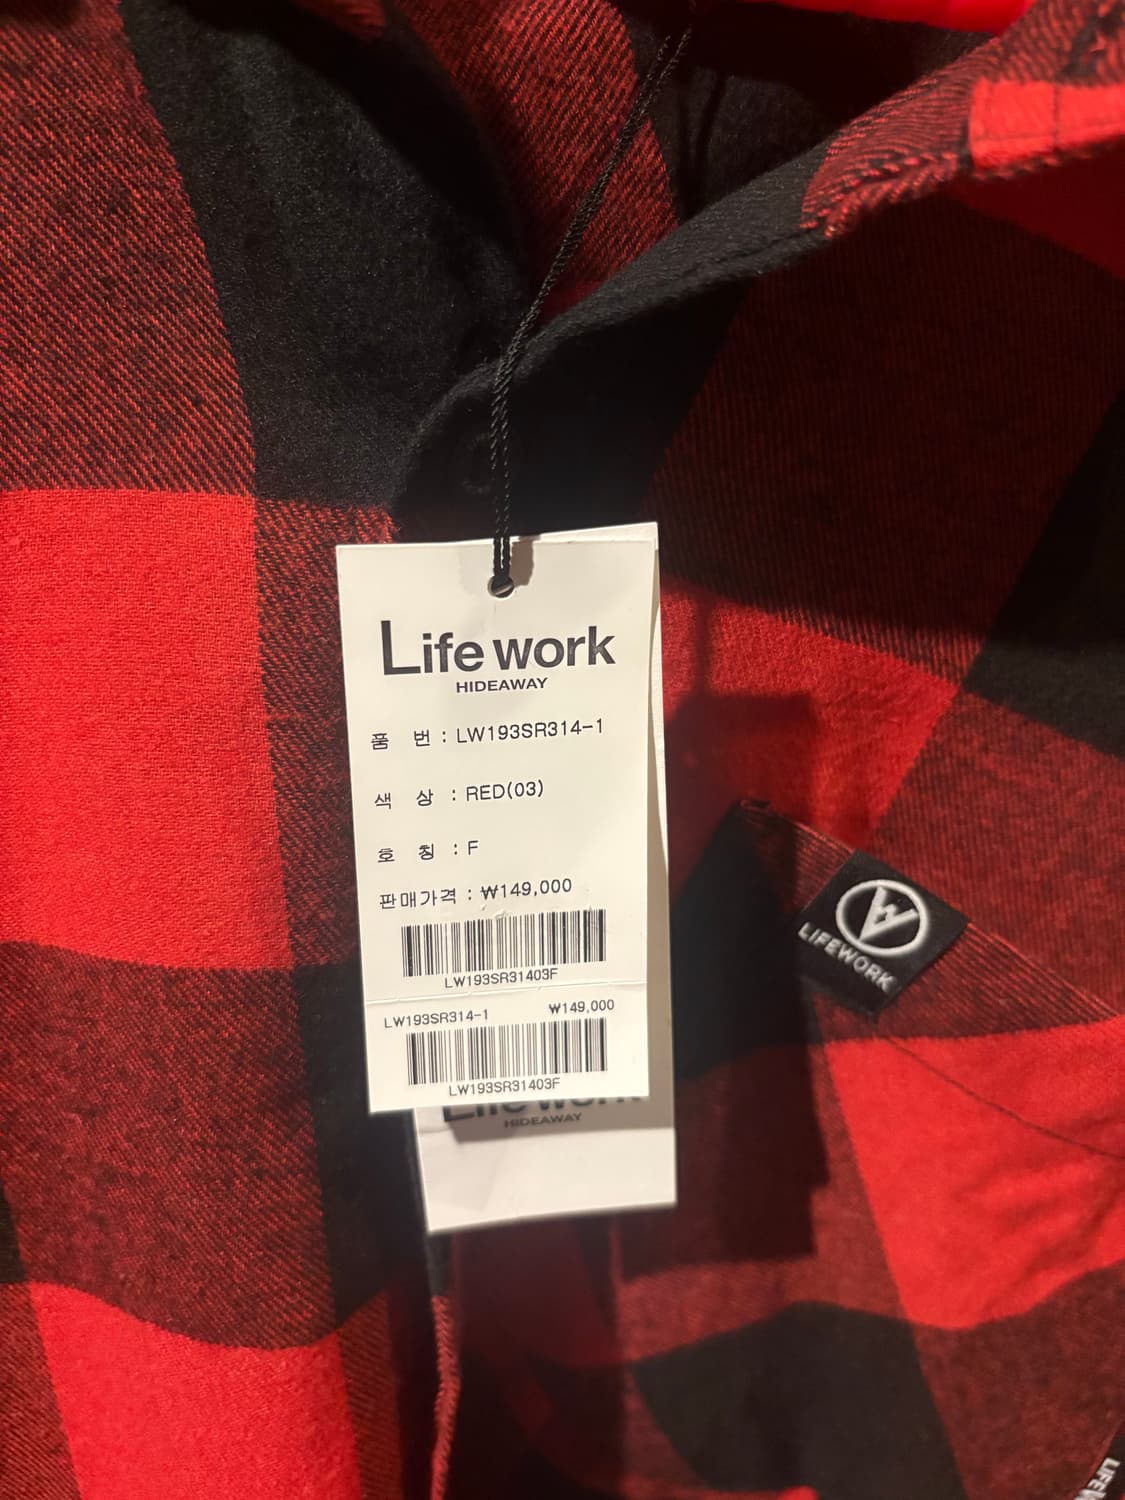 Life work
HIDEAWAY
품 번 : LW193SR314-1
색 상 : RED(03)
호 칭 : F
판매가격 : ₩149,000
LW193SR31403F
LW193SR314-1 ₩149,000
LW193SR31403F
Life work
HIDEAWAY
LIFEWORK